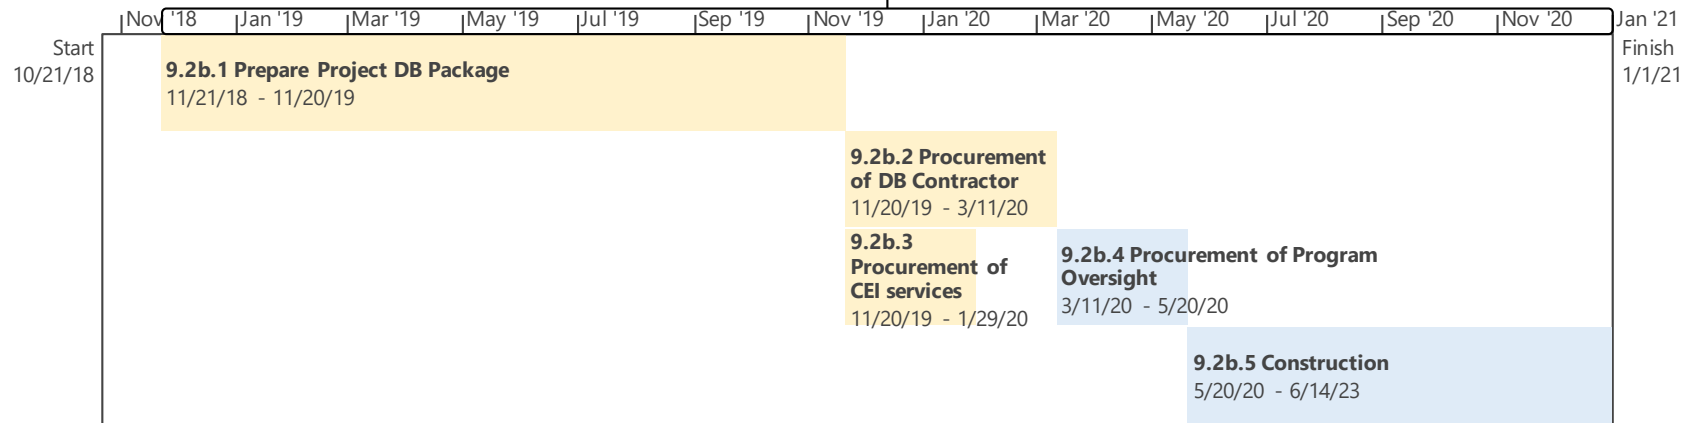 Nov '18 Jan '19 Mar '19 May '19 Jul '19 Sep '19 Nov '19 Jan '20 Mar '20 May '20 Jul '20 Sep '20 Nov '20 Jan '21
Start
10/21/18
Finish
1/1/21
9.2b.1 Prepare Project DB Package
11/21/18 - 11/20/19
9.2b.2 Procurement
of DB Contractor
11/20/19 - 3/11/20
9.2b.3
Procurement of
CEI services
11/20/19 - 1/29/20
9.2b.4 Procurement of Program
Oversight
3/11/20 - 5/20/20
9.2b.5 Construction
5/20/20 - 6/14/23